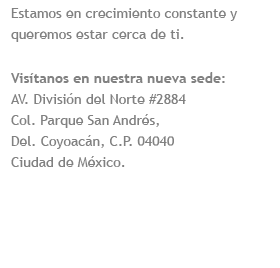 Estamos en crecimiento constante y
queremos estar cerca de ti.
Visítanos en nuestra nueva sede:
AV. División del Norte #2884
Col. Parque San Andrés,
Del. Coyoacán, C.P. 04040
Ciudad de México.